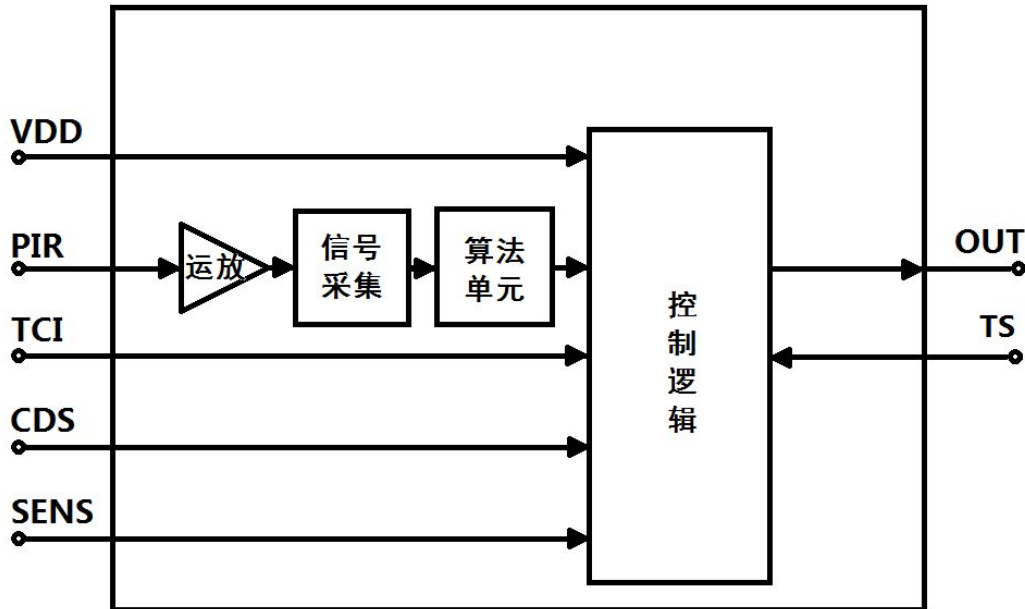 VDD
PIR
运放
信号
采集
算法
单元
TCI
CDS
SENS
控
制
逻
辑
OUT
TS